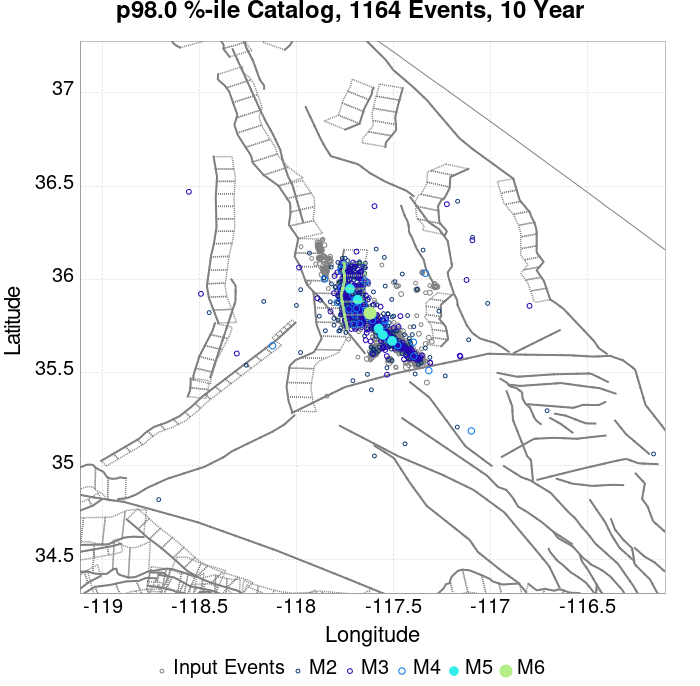 p98.0 %-ile Catalog, 1164 Events, 10 Year
37
36.5
36
35.5
35
34.5
Latitude
-119 -118.5 -118 -117.5 -117 -116.5
Longitude
Input Events M2 M3 M4 M5 M6